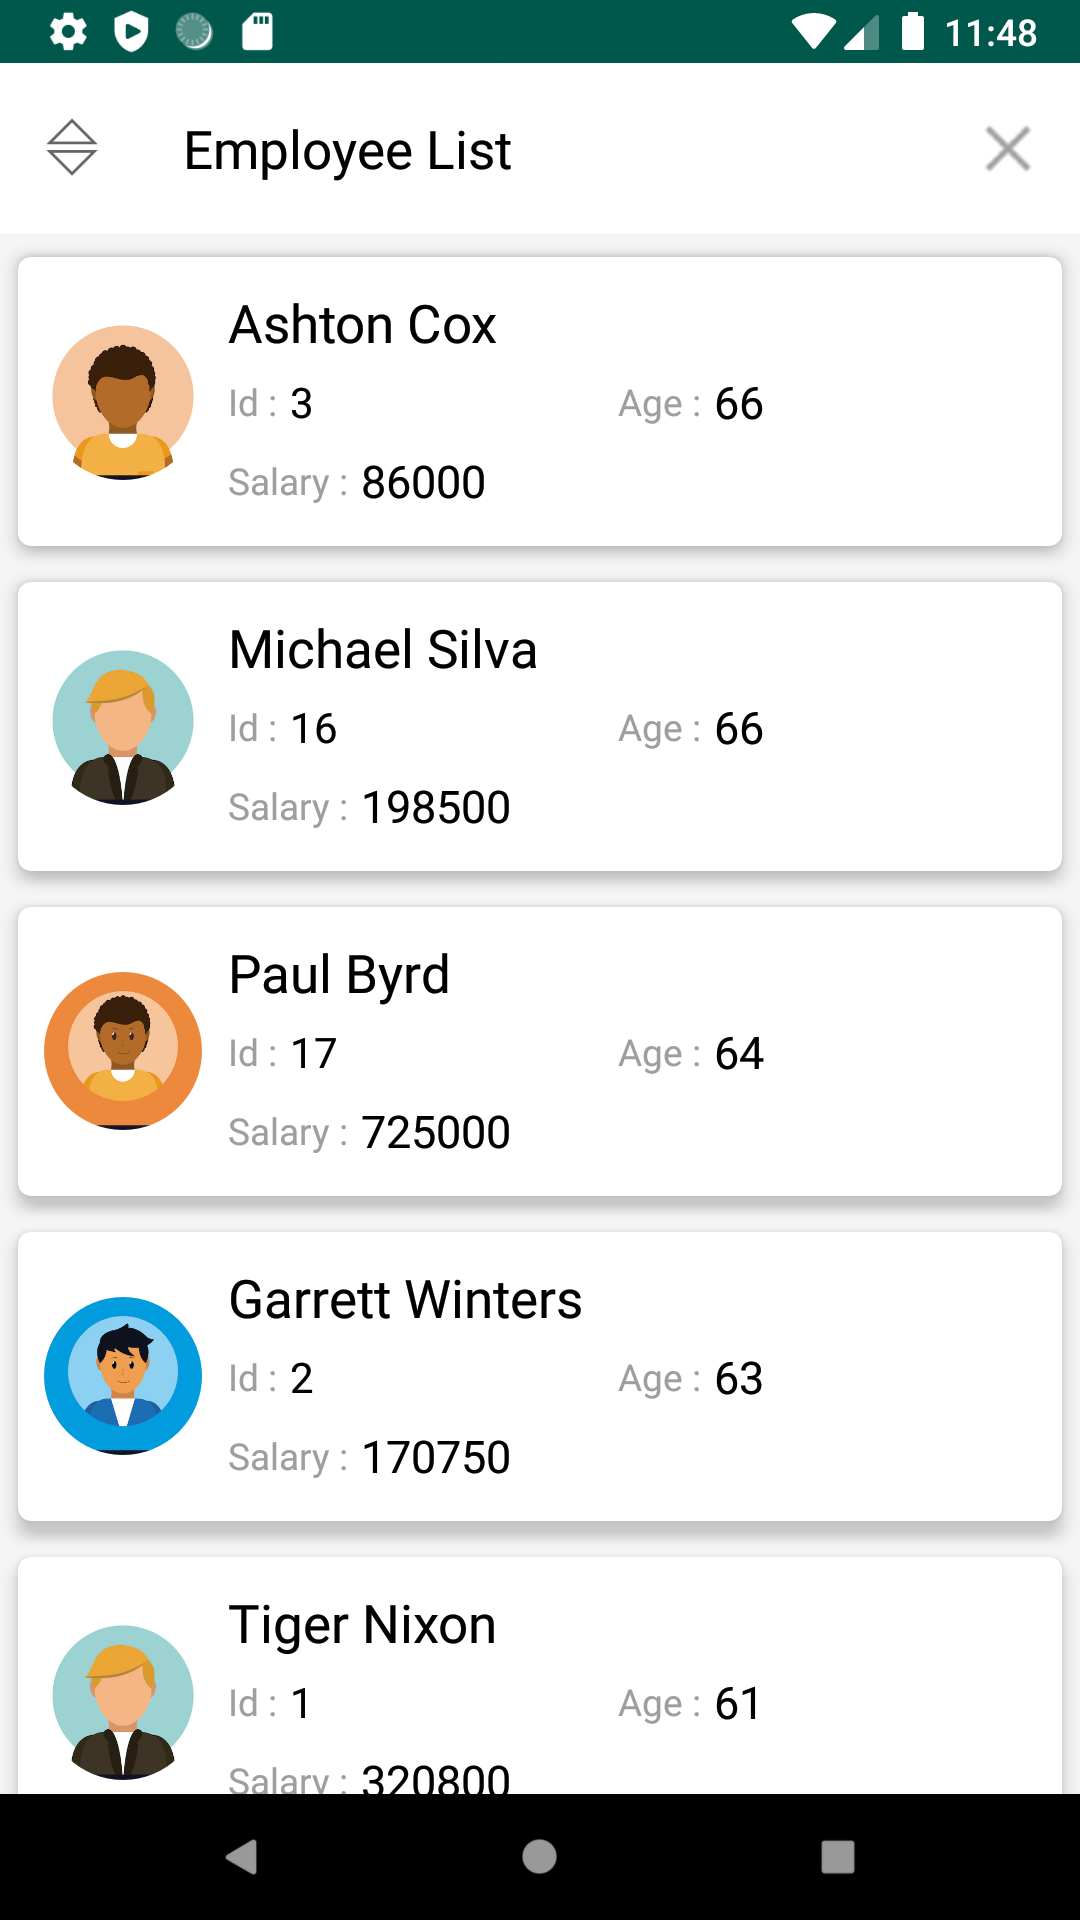 11:48
Employee List
Ashton Cox
Id : 3 Age : 66
Salary : 86000
Michael Silva
Id : 16 Age : 66
Salary : 198500
Paul Byrd
Id : 17 Age : 64
Salary : 725000
Garrett Winters
Id : 2 Age : 63
Salary : 170750
Tiger Nixon
Id : 1 Age : 61
Salary : 320800